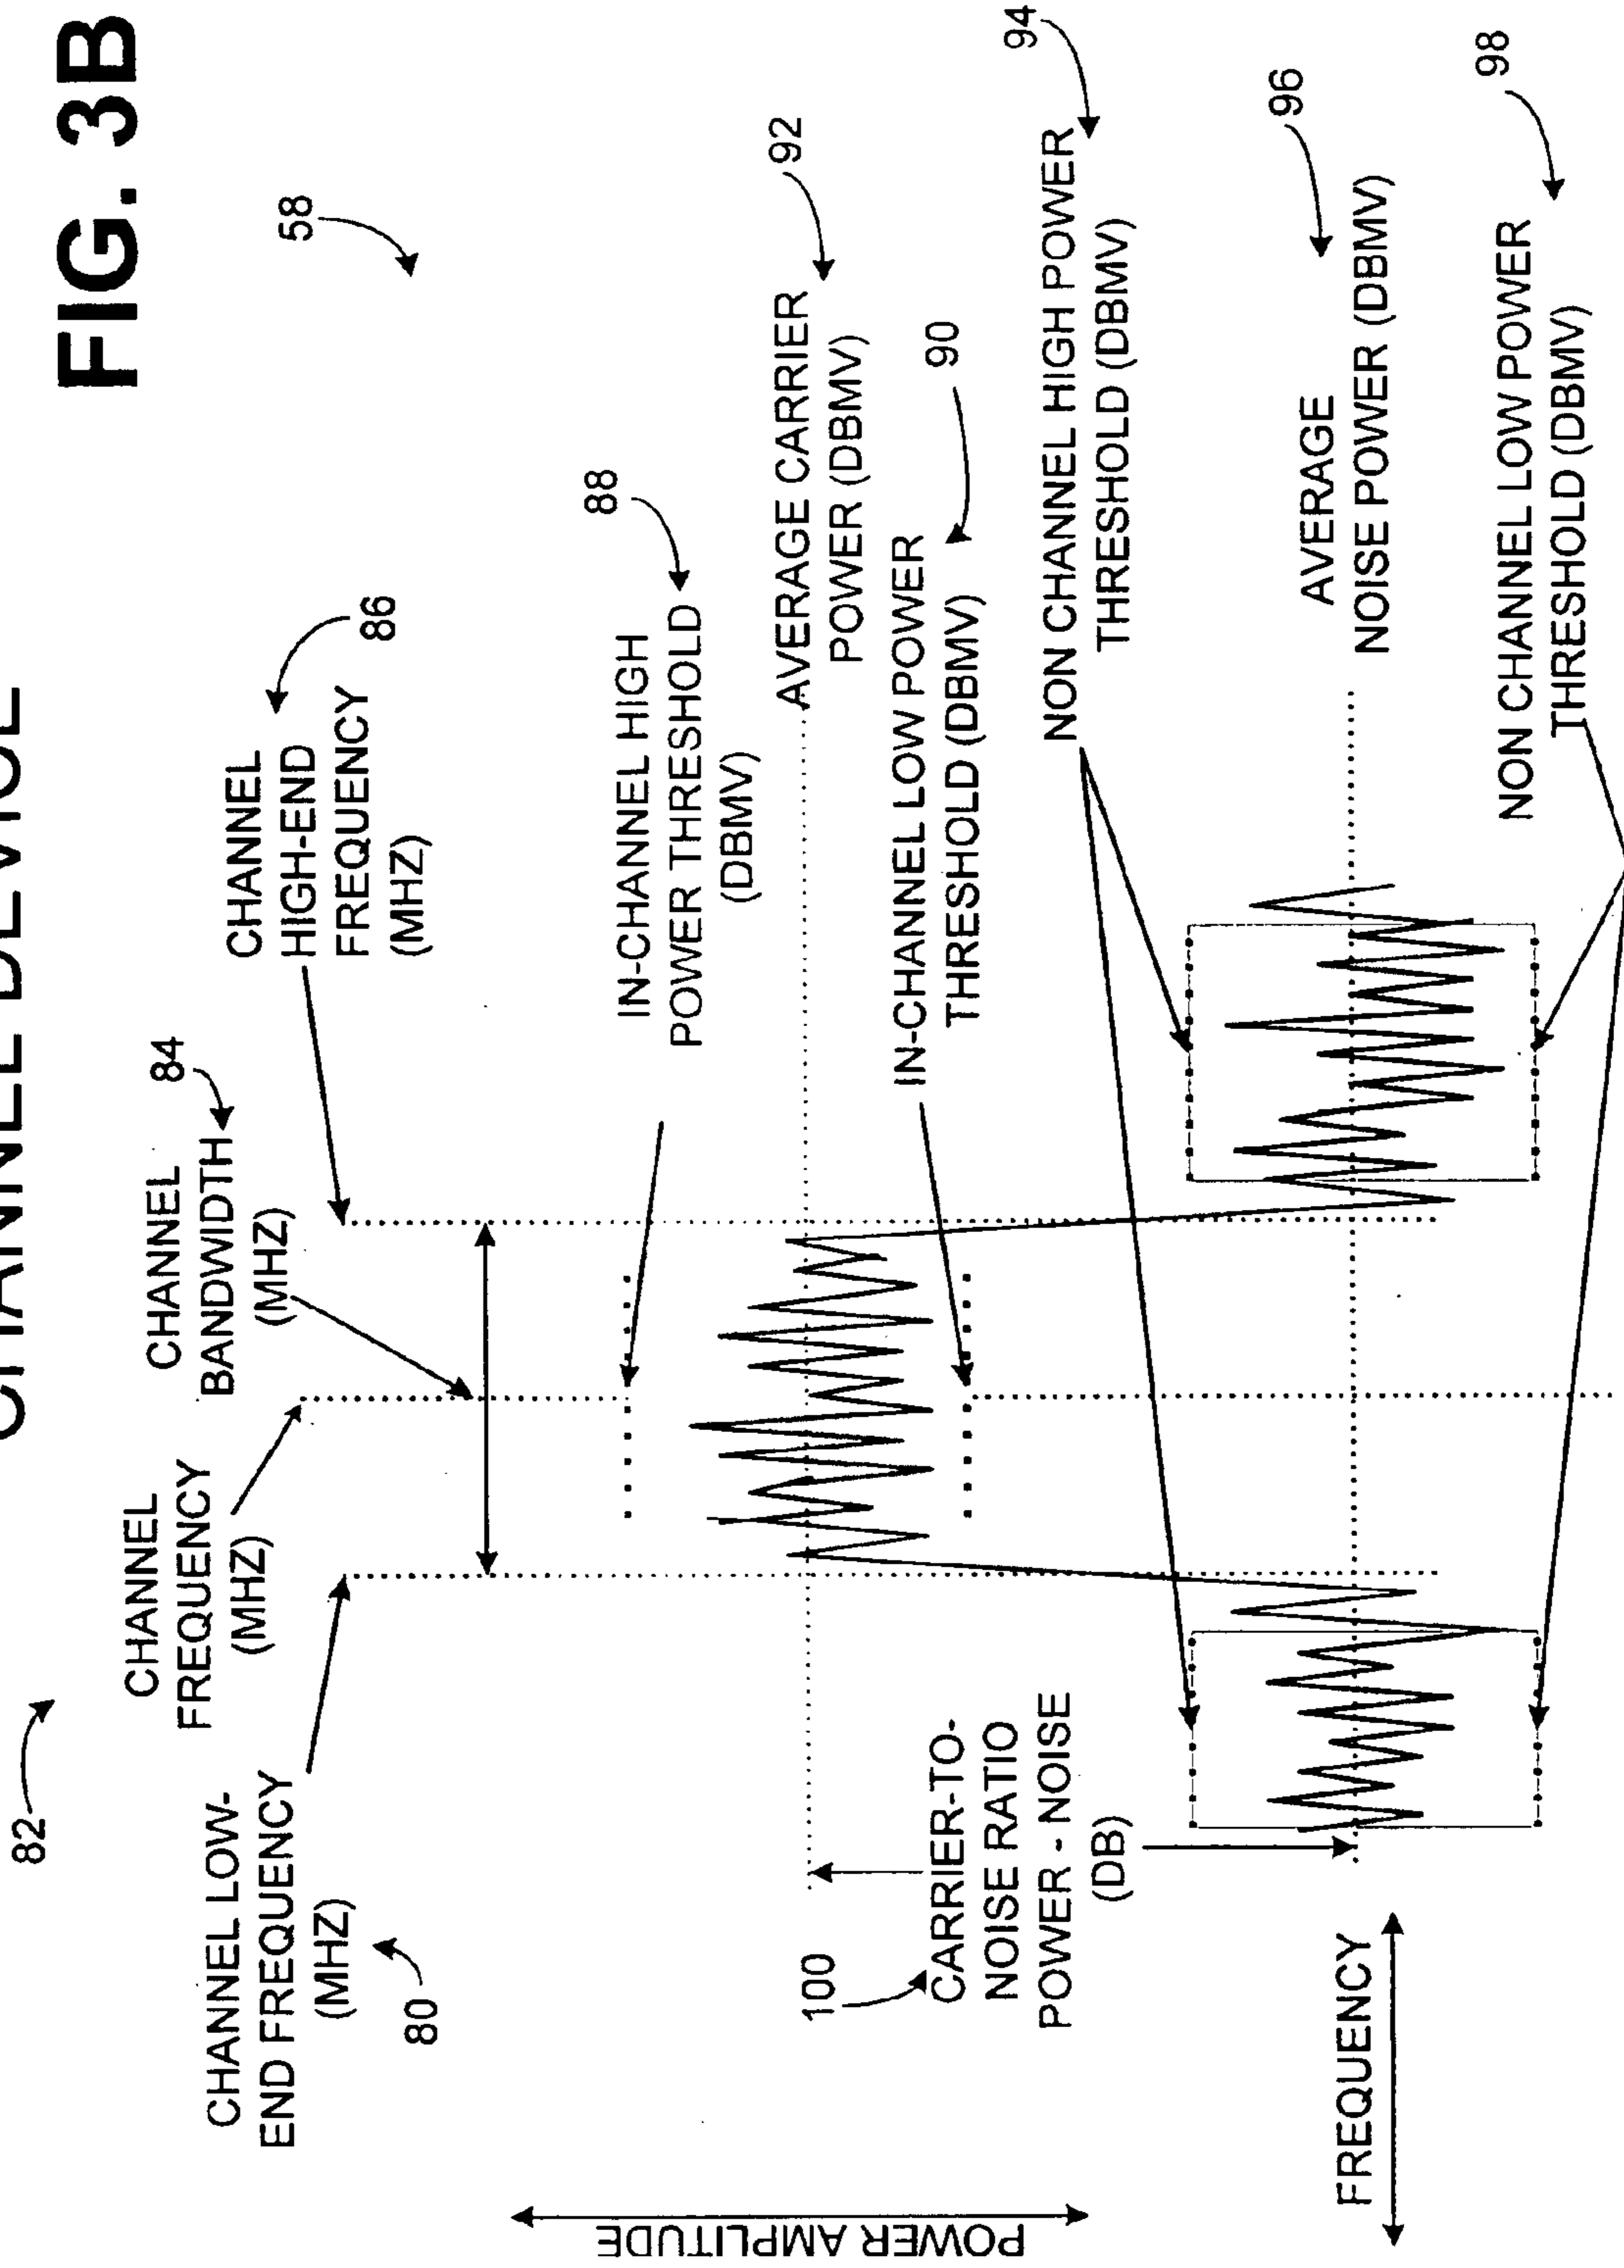 CHANNEL DEVICE
FIG. 3B
82
58
CHANNEL LOW-
END FREQUENCY
(MHZ)
80
CHANNEL
FREQUENCY
(MHZ)
CHANNEL
BANDWIDTH
(MHZ)
84
CHANNEL
HIGH-END
FREQUENCY
(MHZ)
86
IN-CHANNEL HIGH
POWER THRESHOLD
(DBMV)
88
AVERAGE CARRIER
POWER (DBMV)
92
IN-CHANNEL LOW POWER
THRESHOLD (DBMV)
90
NON CHANNEL HIGH POWER
THRESHOLD (DBMV)
94
AVERAGE
NOISE POWER (DBMV)
96
NON CHANNEL LOW POWER
THRESHOLD (DBMV)
98
100
CARRIER-TO-
NOISE RATIO
POWER - NOISE
(DB)
POWER AMPLITUDE
FREQUENCY